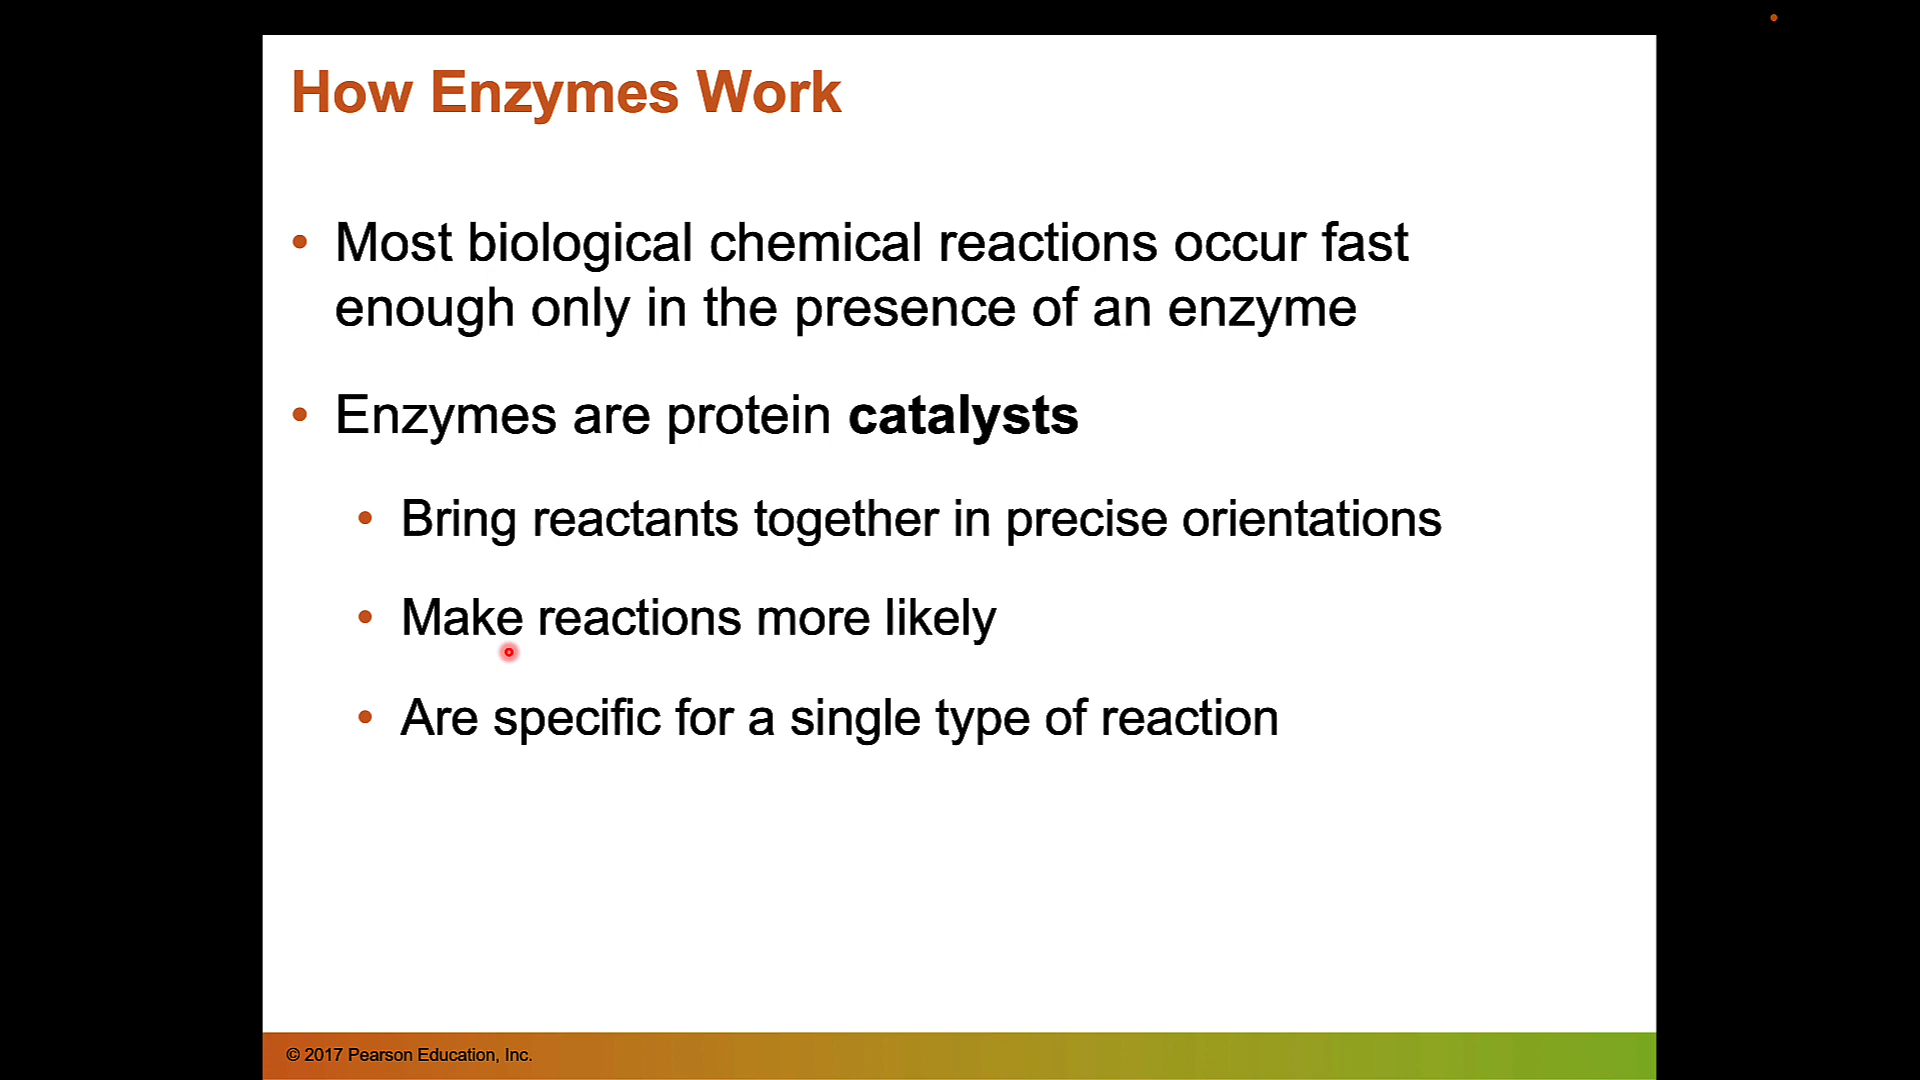 How Enzymes Work
• Most biological chemical reactions occur fast
enough only in the presence of an enzyme
• Enzymes are protein catalysts
• Bring reactants together in precise orientations
• Make reactions more likely
• Are specific for a single type of reaction
© 2017 Pearson Education, Inc.